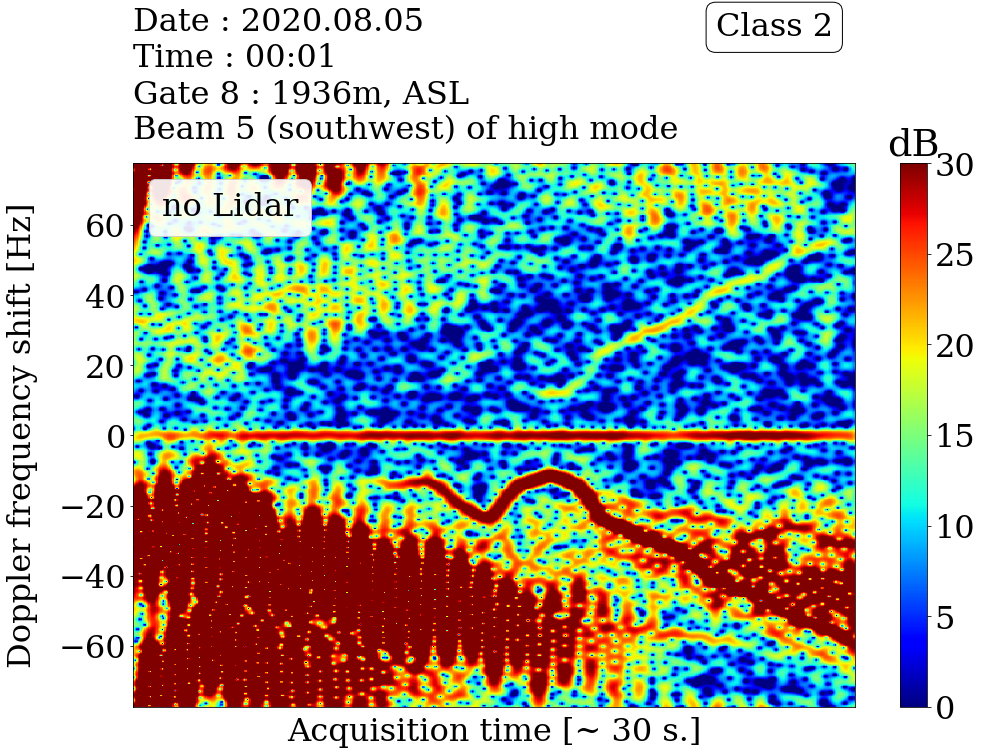 Date : 2020.08.05
Time : 00:01
Gate 8 : 1936m, ASL
Beam 5 (southwest) of high mode
Class 2
dB
no Lidar
Doppler frequency shift [Hz]
60
40
20
0
−20
−40
−60
30
25
20
15
10
5
0
Acquisition time [~ 30 s.]